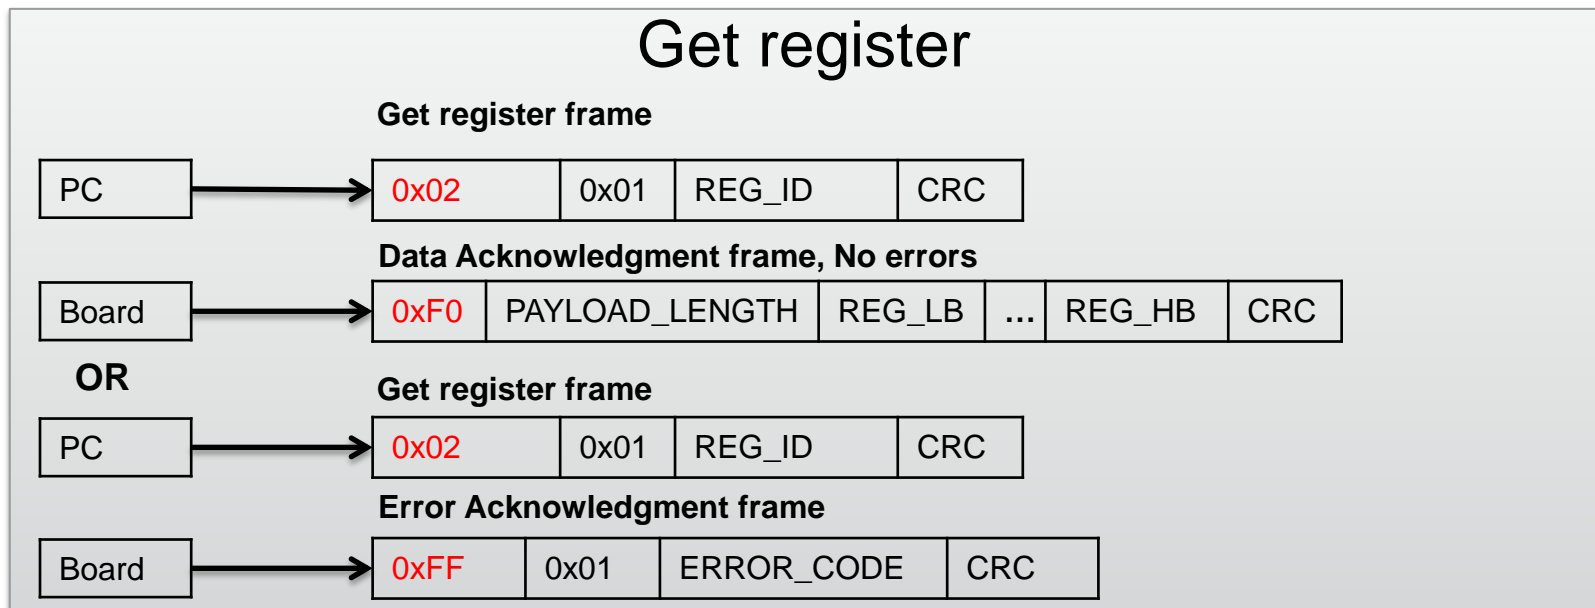 Get register
Get register frame
PC 0x02 0x01 REG_ID CRC
Data Acknowledgment frame, No errors
Board 0xF0 PAYLOAD_LENGTH REG_LB ... REG_HB CRC
OR
Get register frame
PC 0x02 0x01 REG_ID CRC
Error Acknowledgment frame
Board 0xFF 0x01 ERROR_CODE CRC